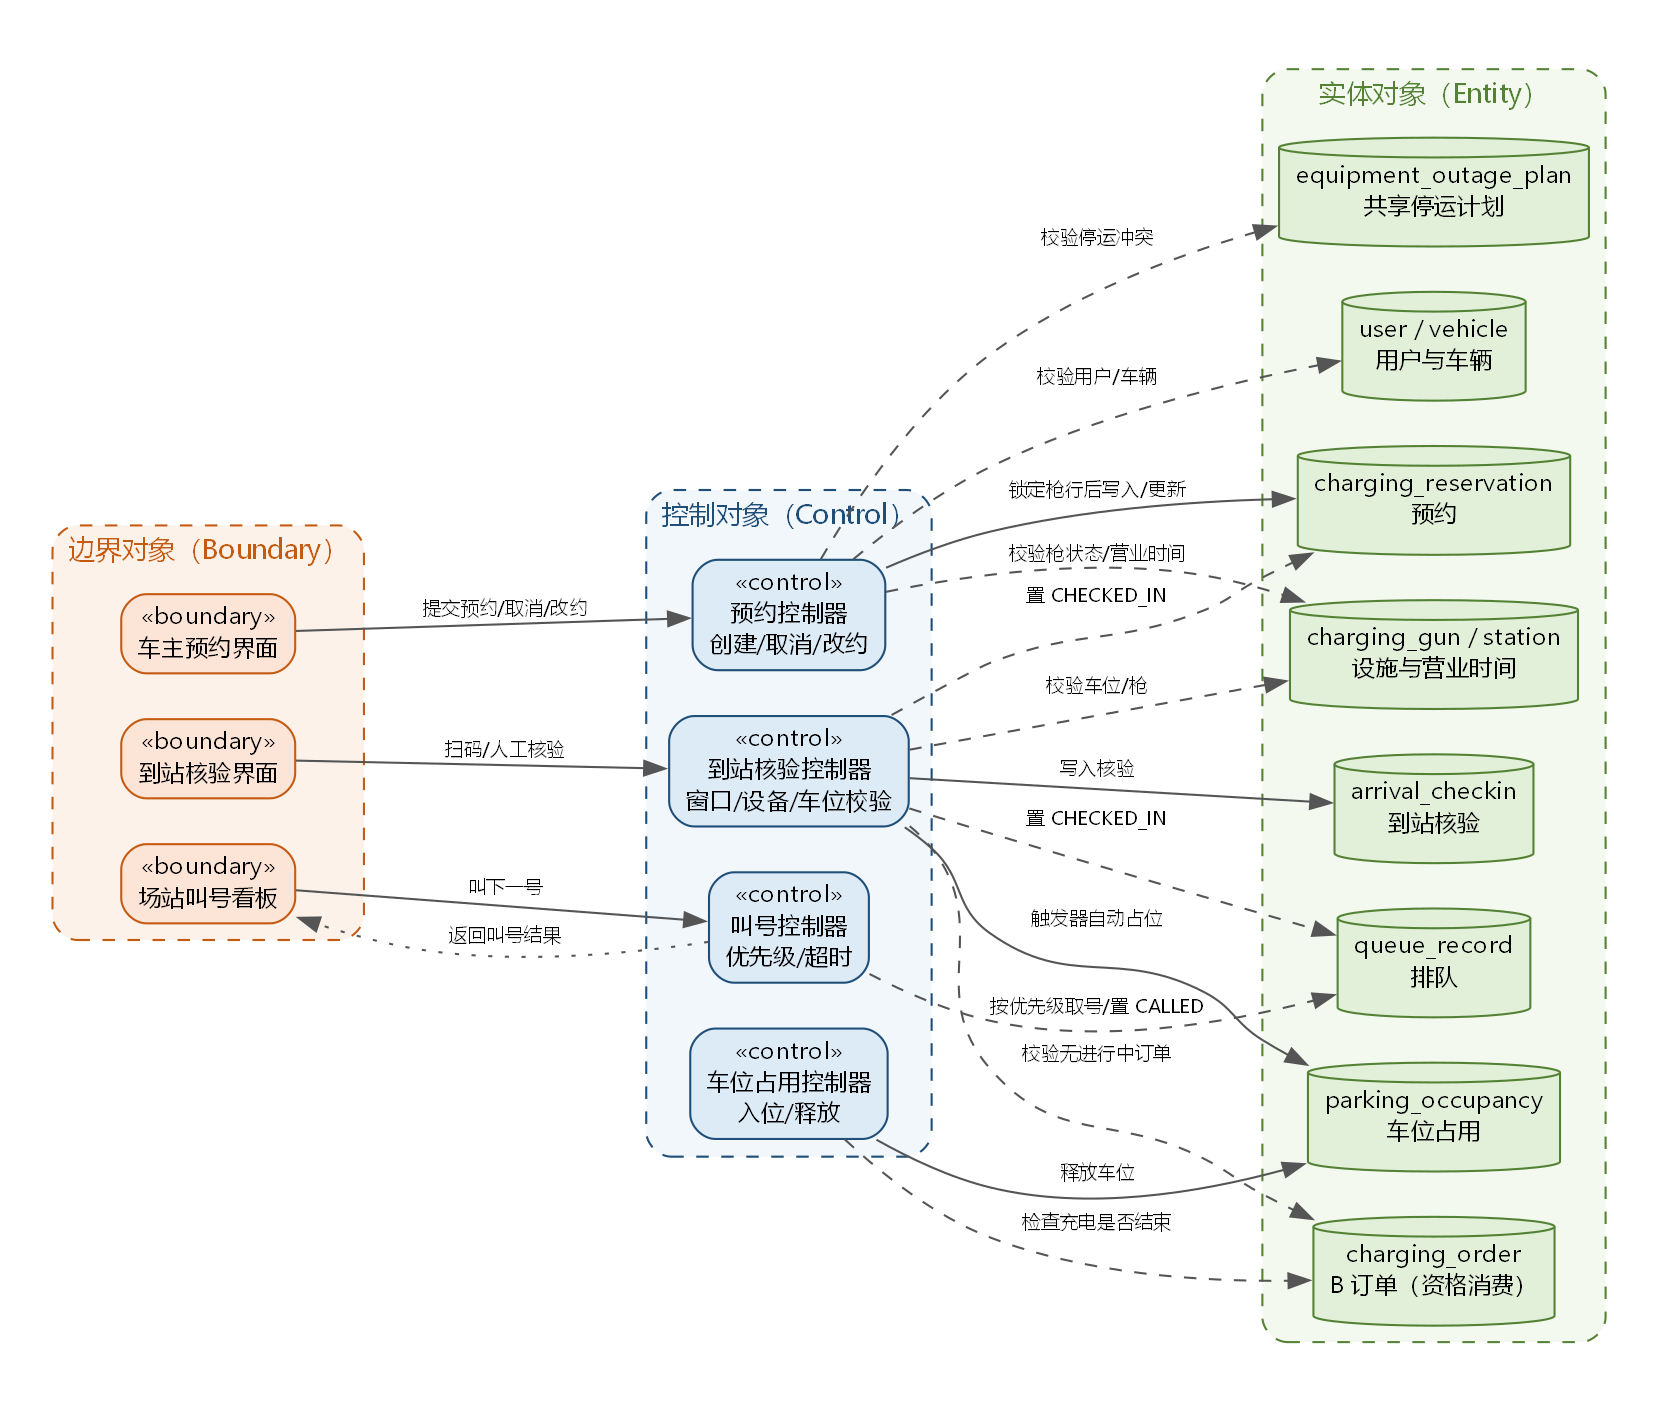 边界对象（Boundary）
«boundary»
车主预约界面
«boundary»
到站核验界面
«boundary»
场站叫号看板
提交预约/取消/改约
扫码/人工核验
叫下一号
返回叫号结果
控制对象（Control）
«control»
预约控制器
创建/取消/改约
«control»
到站核验控制器
窗口/设备/车位校验
«control»
叫号控制器
优先级/超时
«control»
车位占用控制器
入位/释放
校验停运冲突
校验用户/车辆
锁定枪行后写入/更新
校验枪状态/营业时间
置 CHECKED_IN
校验车位/枪
写入核验
置 CHECKED_IN
触发器自动占位
按优先级取号/置 CALLED
校验无进行中订单
释放车位
检查充电是否结束
实体对象（Entity）
equipment_outage_plan
共享停运计划
user / vehicle
用户与车辆
charging_reservation
预约
charging_gun / station
设施与营业时间
arrival_checkin
到站核验
queue_record
排队
parking_occupancy
车位占用
charging_order
B 订单（资格消费）